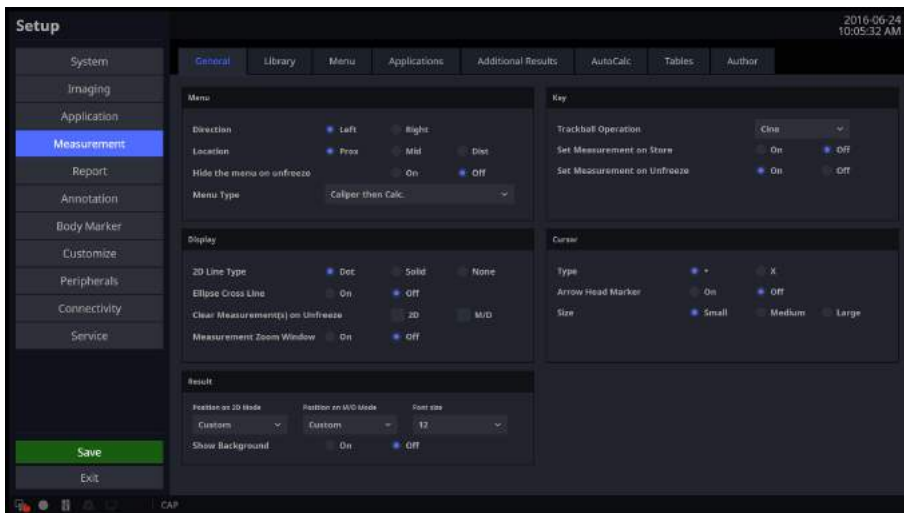 Setup
2016-06-24
10:05:32 AM
System
Imaging
Application
Measurement
Report
Annotation
Body Marker
Customize
Peripherals
Connectivity
Service
Save
Exit
CAP
General Library Menu Applications Additional Results AutoCalc Tables Author
Menu
Direction Left Right
Location Prox Mid Dist
Hide the menu on unfreeze On Off
Menu Type Caliper then Calc.
Key
Trackball Operation Cine
Set Measurement on Store On Off
Set Measurement on Unfreeze On Off
Display
2D Line Type Dot Solid None
Ellipse Cross Line On Off
Clear Measurement(s) on Unfreeze 2D M/D
Measurement Zoom Window On Off
Cursor
Type + X
Arrow Head Marker On Off
Size Small Medium Large
Result
Position on 2D Mode Position on M/D Mode Font size
Custom Custom 12
Show Background On Off